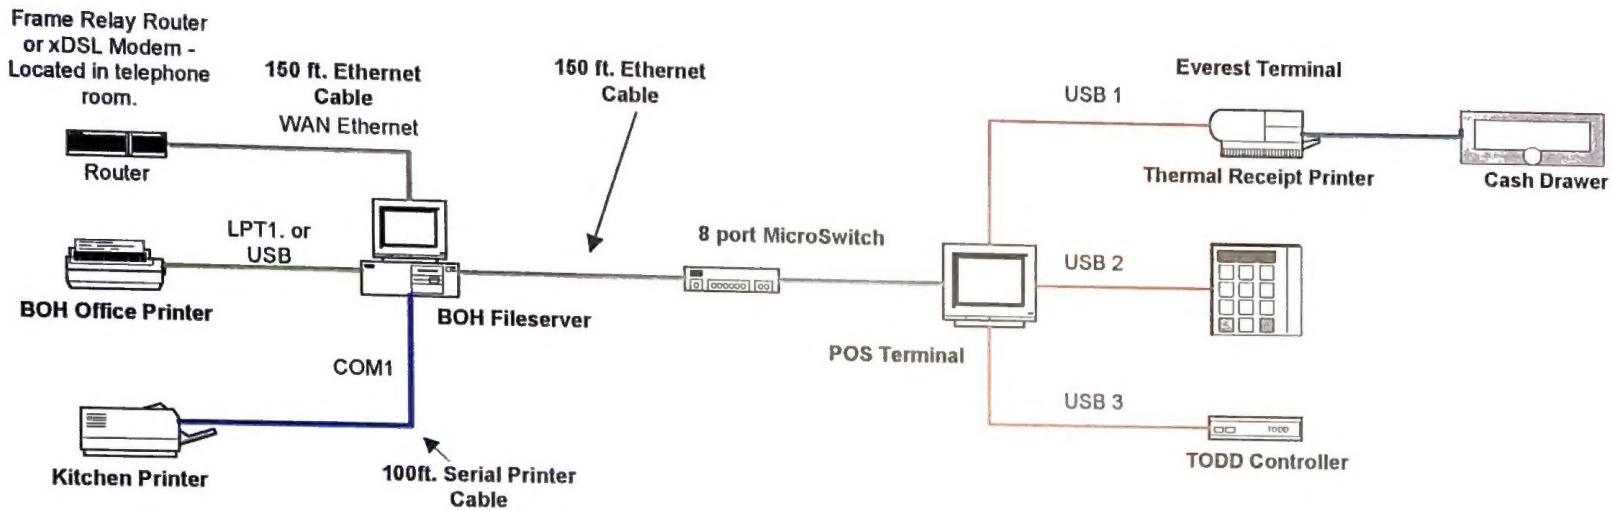 Frame Relay Router
or xDSL Modem -
Located in telephone
room.
150 ft. Ethernet
Cable
WAN Ethernet
150 ft. Ethernet
Cable
Everest Terminal
USB 1
Router
Thermal Receipt Printer
Cash Drawer
LPT1. or
USB
8 port MicroSwitch
USB 2
BOH Office Printer
BOH Fileserver
POS Terminal
COM1
USB 3
TODD
TODD Controller
Kitchen Printer
100ft. Serial Printer
Cable